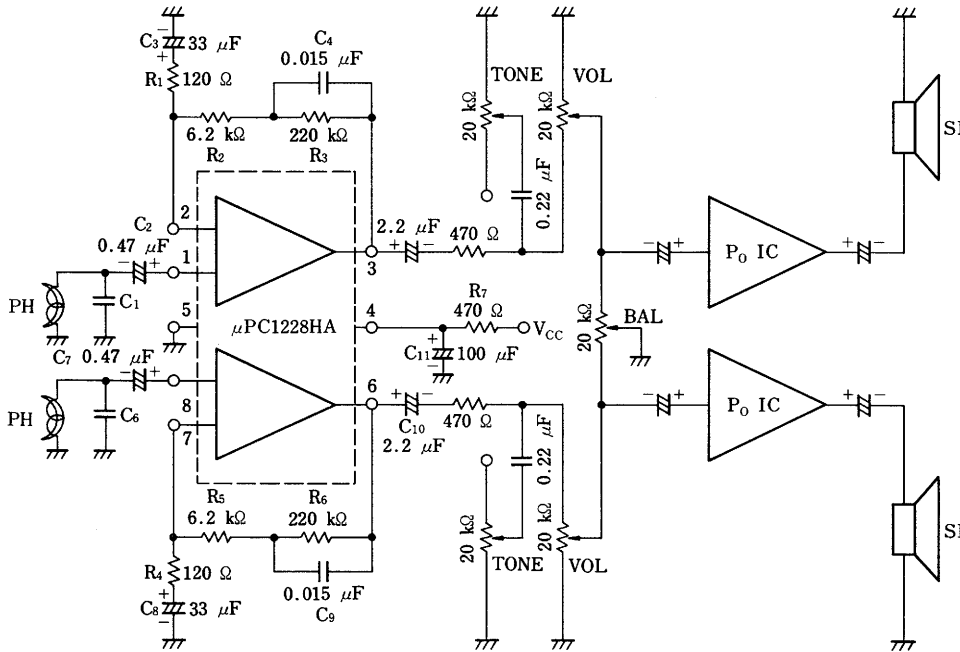 C3 33 μF
C4
0.015 μF
R1 120 Ω
6.2 kΩ
220 kΩ
R2
R3
TONE
VOL
20 kΩ
20 kΩ
0.22 μF
C2
2
0.47 μF
1
2.2 μF
470 Ω
3
PH
C1
5
μPC1228HA
4
R7
470 Ω
VCC
C11
100 μF
20 kΩ
BAL
PO IC
SP
C7 0.47 μF
PH
C6
8
7
6
C10
2.2 μF
470 Ω
0.22 μF
PO IC
R5
R6
6.2 kΩ
220 kΩ
R4 120 Ω
0.015 μF
C9
C8 33 μF
20 kΩ
TONE
20 kΩ
VOL